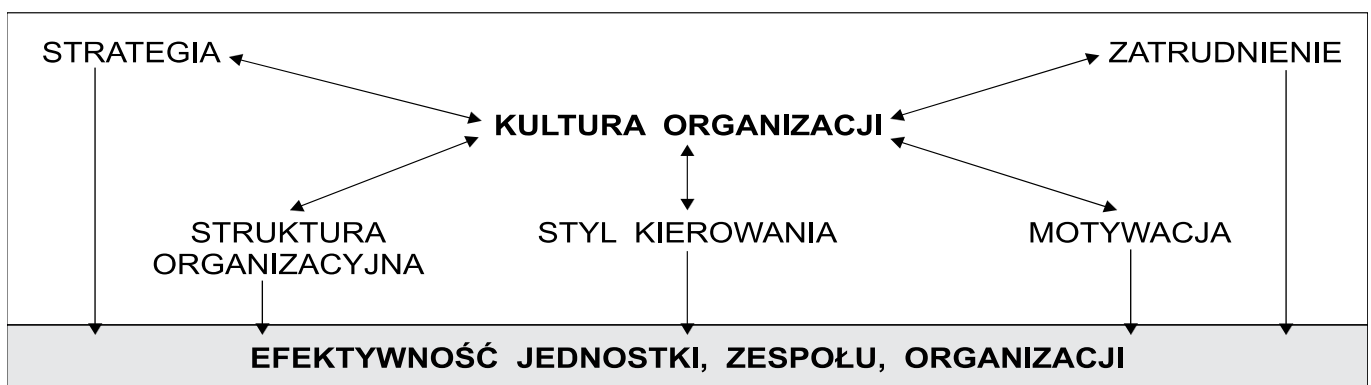 STRATEGIA
ZATRUDNIENIE
KULTURA ORGANIZACJI
STRUKTURA
ORGANIZACYJNA
STYL KIEROWANIA
MOTYWACJA
EFEKTYWNOŚĆ JEDNOSTKI, ZESPOŁU, ORGANIZACJI